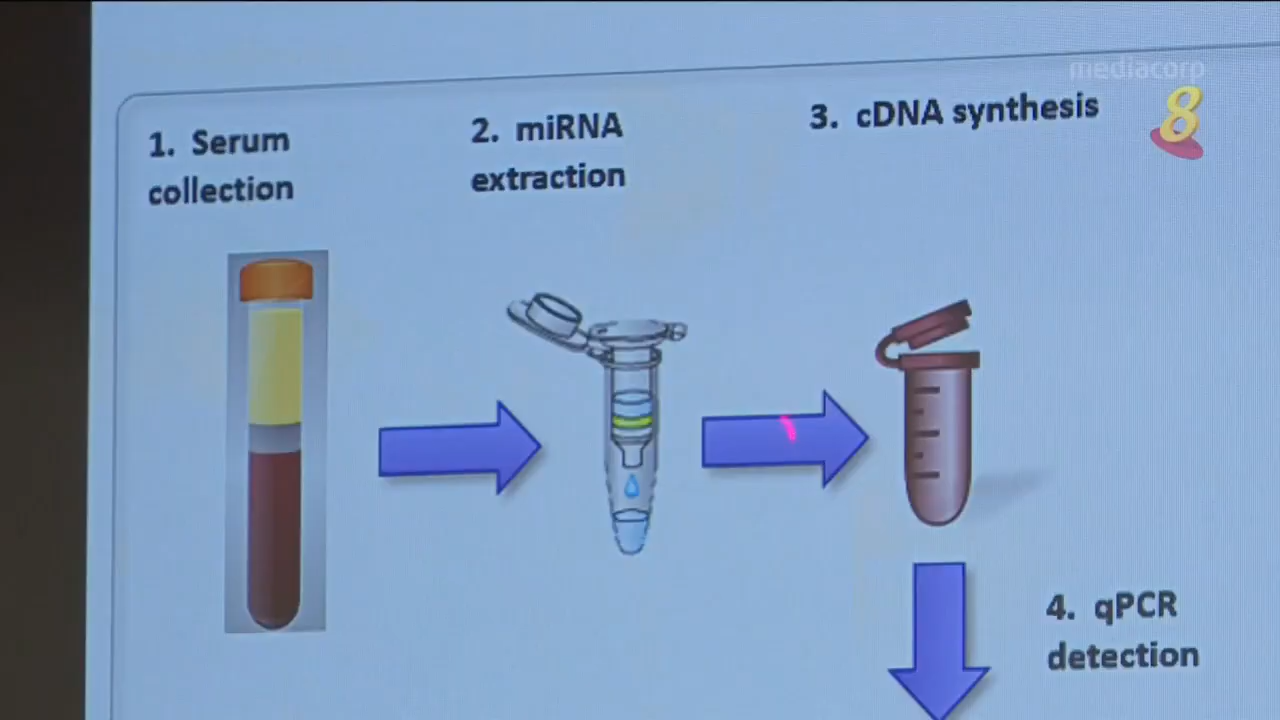 mediacorp
8
1. Serum
collection
2. miRNA
extraction
3. cDNA synthesis
4. qPCR
detection